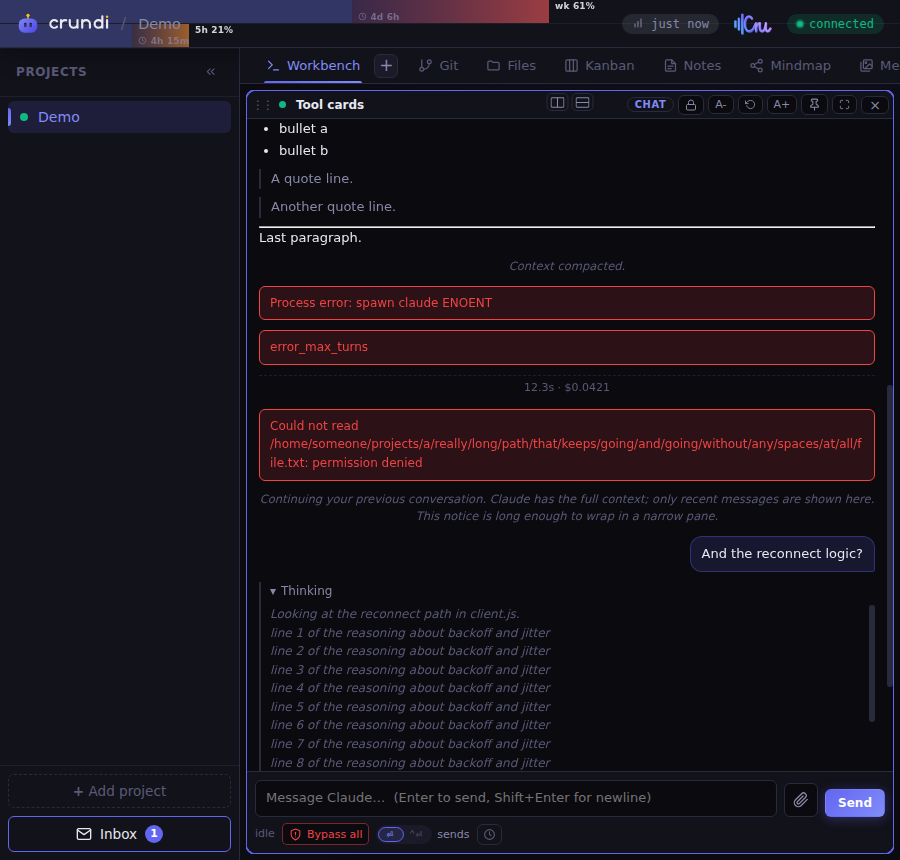 crundi / Demo
5h 21%
4h 15m
4d 6h
wk 61%
just now
Cru
connected
PROJECTS «
Demo
Workbench + Git Files Kanban Notes Mindmap Me
Tool cards
CHAT A- A+
• bullet a
• bullet b
A quote line.
Another quote line.
Last paragraph.
Context compacted.
Process error: spawn claude ENOENT
error_max_turns
12.3s · $0.0421
Could not read
/home/someone/projects/a/really/long/path/that/keeps/going/and/going/without/any/spaces/at/all/f
ile.txt: permission denied
Continuing your previous conversation. Claude has the full context; only recent messages are shown here.
This notice is long enough to wrap in a narrow pane.
And the reconnect logic?
▾ Thinking
Looking at the reconnect path in client.js.
line 1 of the reasoning about backoff and jitter
line 2 of the reasoning about backoff and jitter
line 3 of the reasoning about backoff and jitter
line 4 of the reasoning about backoff and jitter
line 5 of the reasoning about backoff and jitter
line 6 of the reasoning about backoff and jitter
line 7 of the reasoning about backoff and jitter
line 8 of the reasoning about backoff and jitter
Message Claude… (Enter to send, Shift+Enter for newline)
Send
idle Bypass all ⏎ ^⏎ sends
+ Add project
Inbox 1